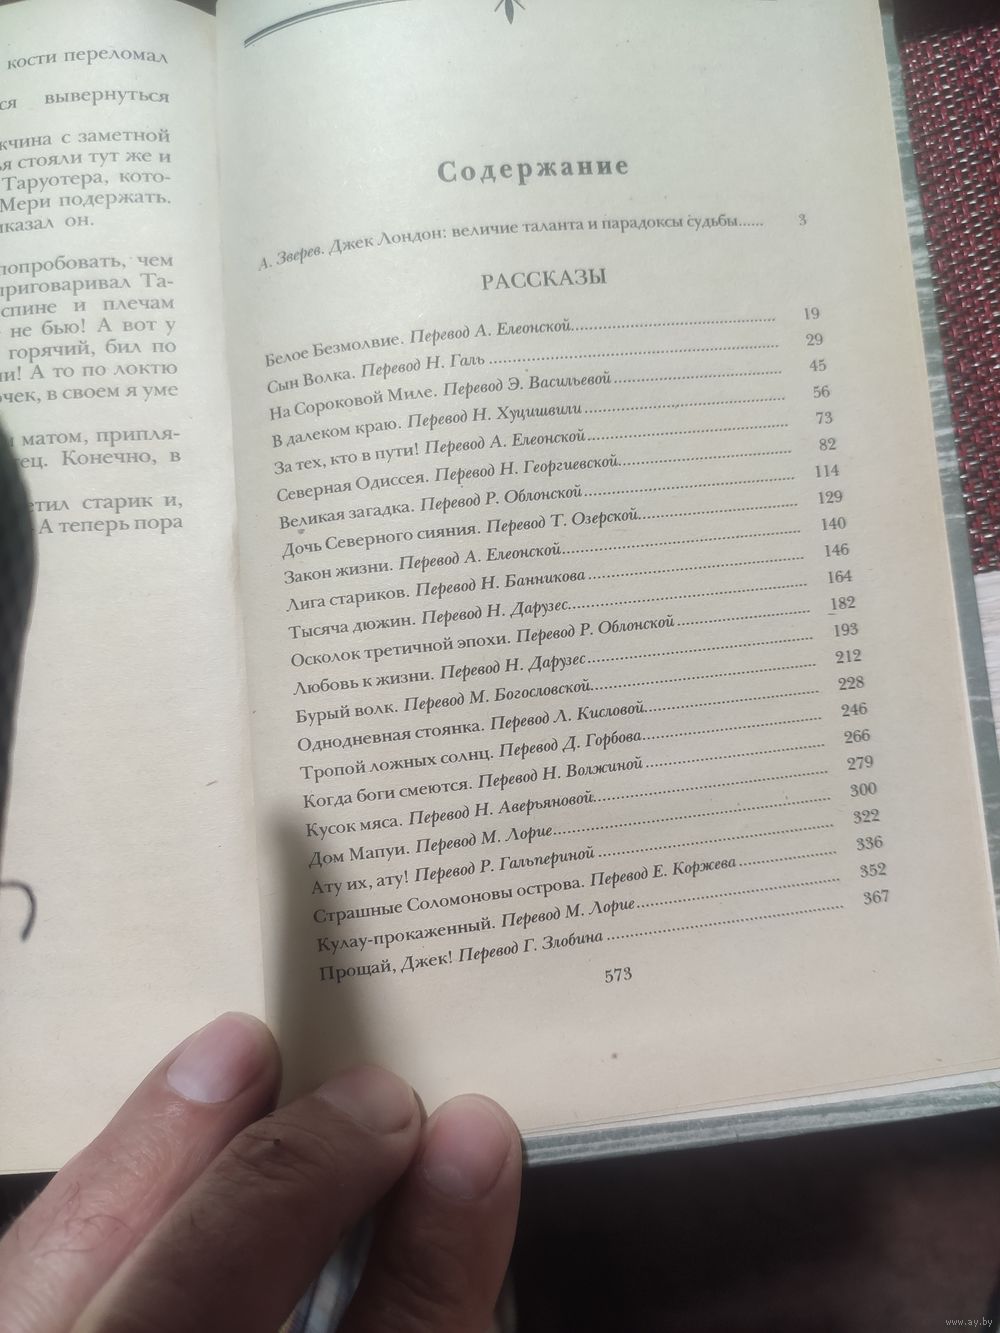 кости переломал
ся вывернуться
жчина с заметной
ья стояли тут же и
Таруотера, кото-
Мери подержать.
казал он.
попробовать, чем
приговаривал Та-
спине и плечам
не бью! А вот у
горячий, бил по
ли! А то по локтю
очек, в своем я уме
матом, припля-
тец. Конечно, в
етил старик и,
А теперь пора
Содержание
А. Зверев. Джек Лондон: величие таланта и парадоксы судьбы...... 3
РАССКАЗЫ
Белое Безмолвие. Перевод А. Елеонской 19
Сын Волка. Перевод Н. Галь 29
На Сороковой Миле. Перевод Э. Васильевой 45
В далеком краю. Перевод Н. Хуцишвили 56
За тех, кто в пути! Перевод А. Елеонской 73
Северная Одиссея. Перевод Н. Георгиевской 82
Великая загадка. Перевод Р. Облонской 114
Дочь Северного сияния. Перевод Т. Озерской 129
Закон жизни. Перевод А. Елеонской 140
Лига стариков. Перевод Н. Банникова 146
Тысяча дюжин. Перевод Н. Дарузес 164
Осколок третичной эпохи. Перевод Р. Облонской 182
Любовь к жизни. Перевод Н. Дарузес 193
Бурый волк. Перевод М. Богословской 212
Однодневная стоянка. Перевод Л. Кисловой 228
Тропой ложных солнц. Перевод Д. Горбова 246
Когда боги смеются. Перевод Н. Волжиной 266
Кусок мяса. Перевод Н. Аверьяновой 279
Дом Мапуи. Перевод М. Лорие 300
Ату их, ату! Перевод Р. Гальпериной 322
Страшные Соломоновы острова. Перевод Е. Коржева 336
Кулау-прокаженный. Перевод М. Лорие 352
Прощай, Джек! Перевод Г. Злобина 367
573
www.ay.by